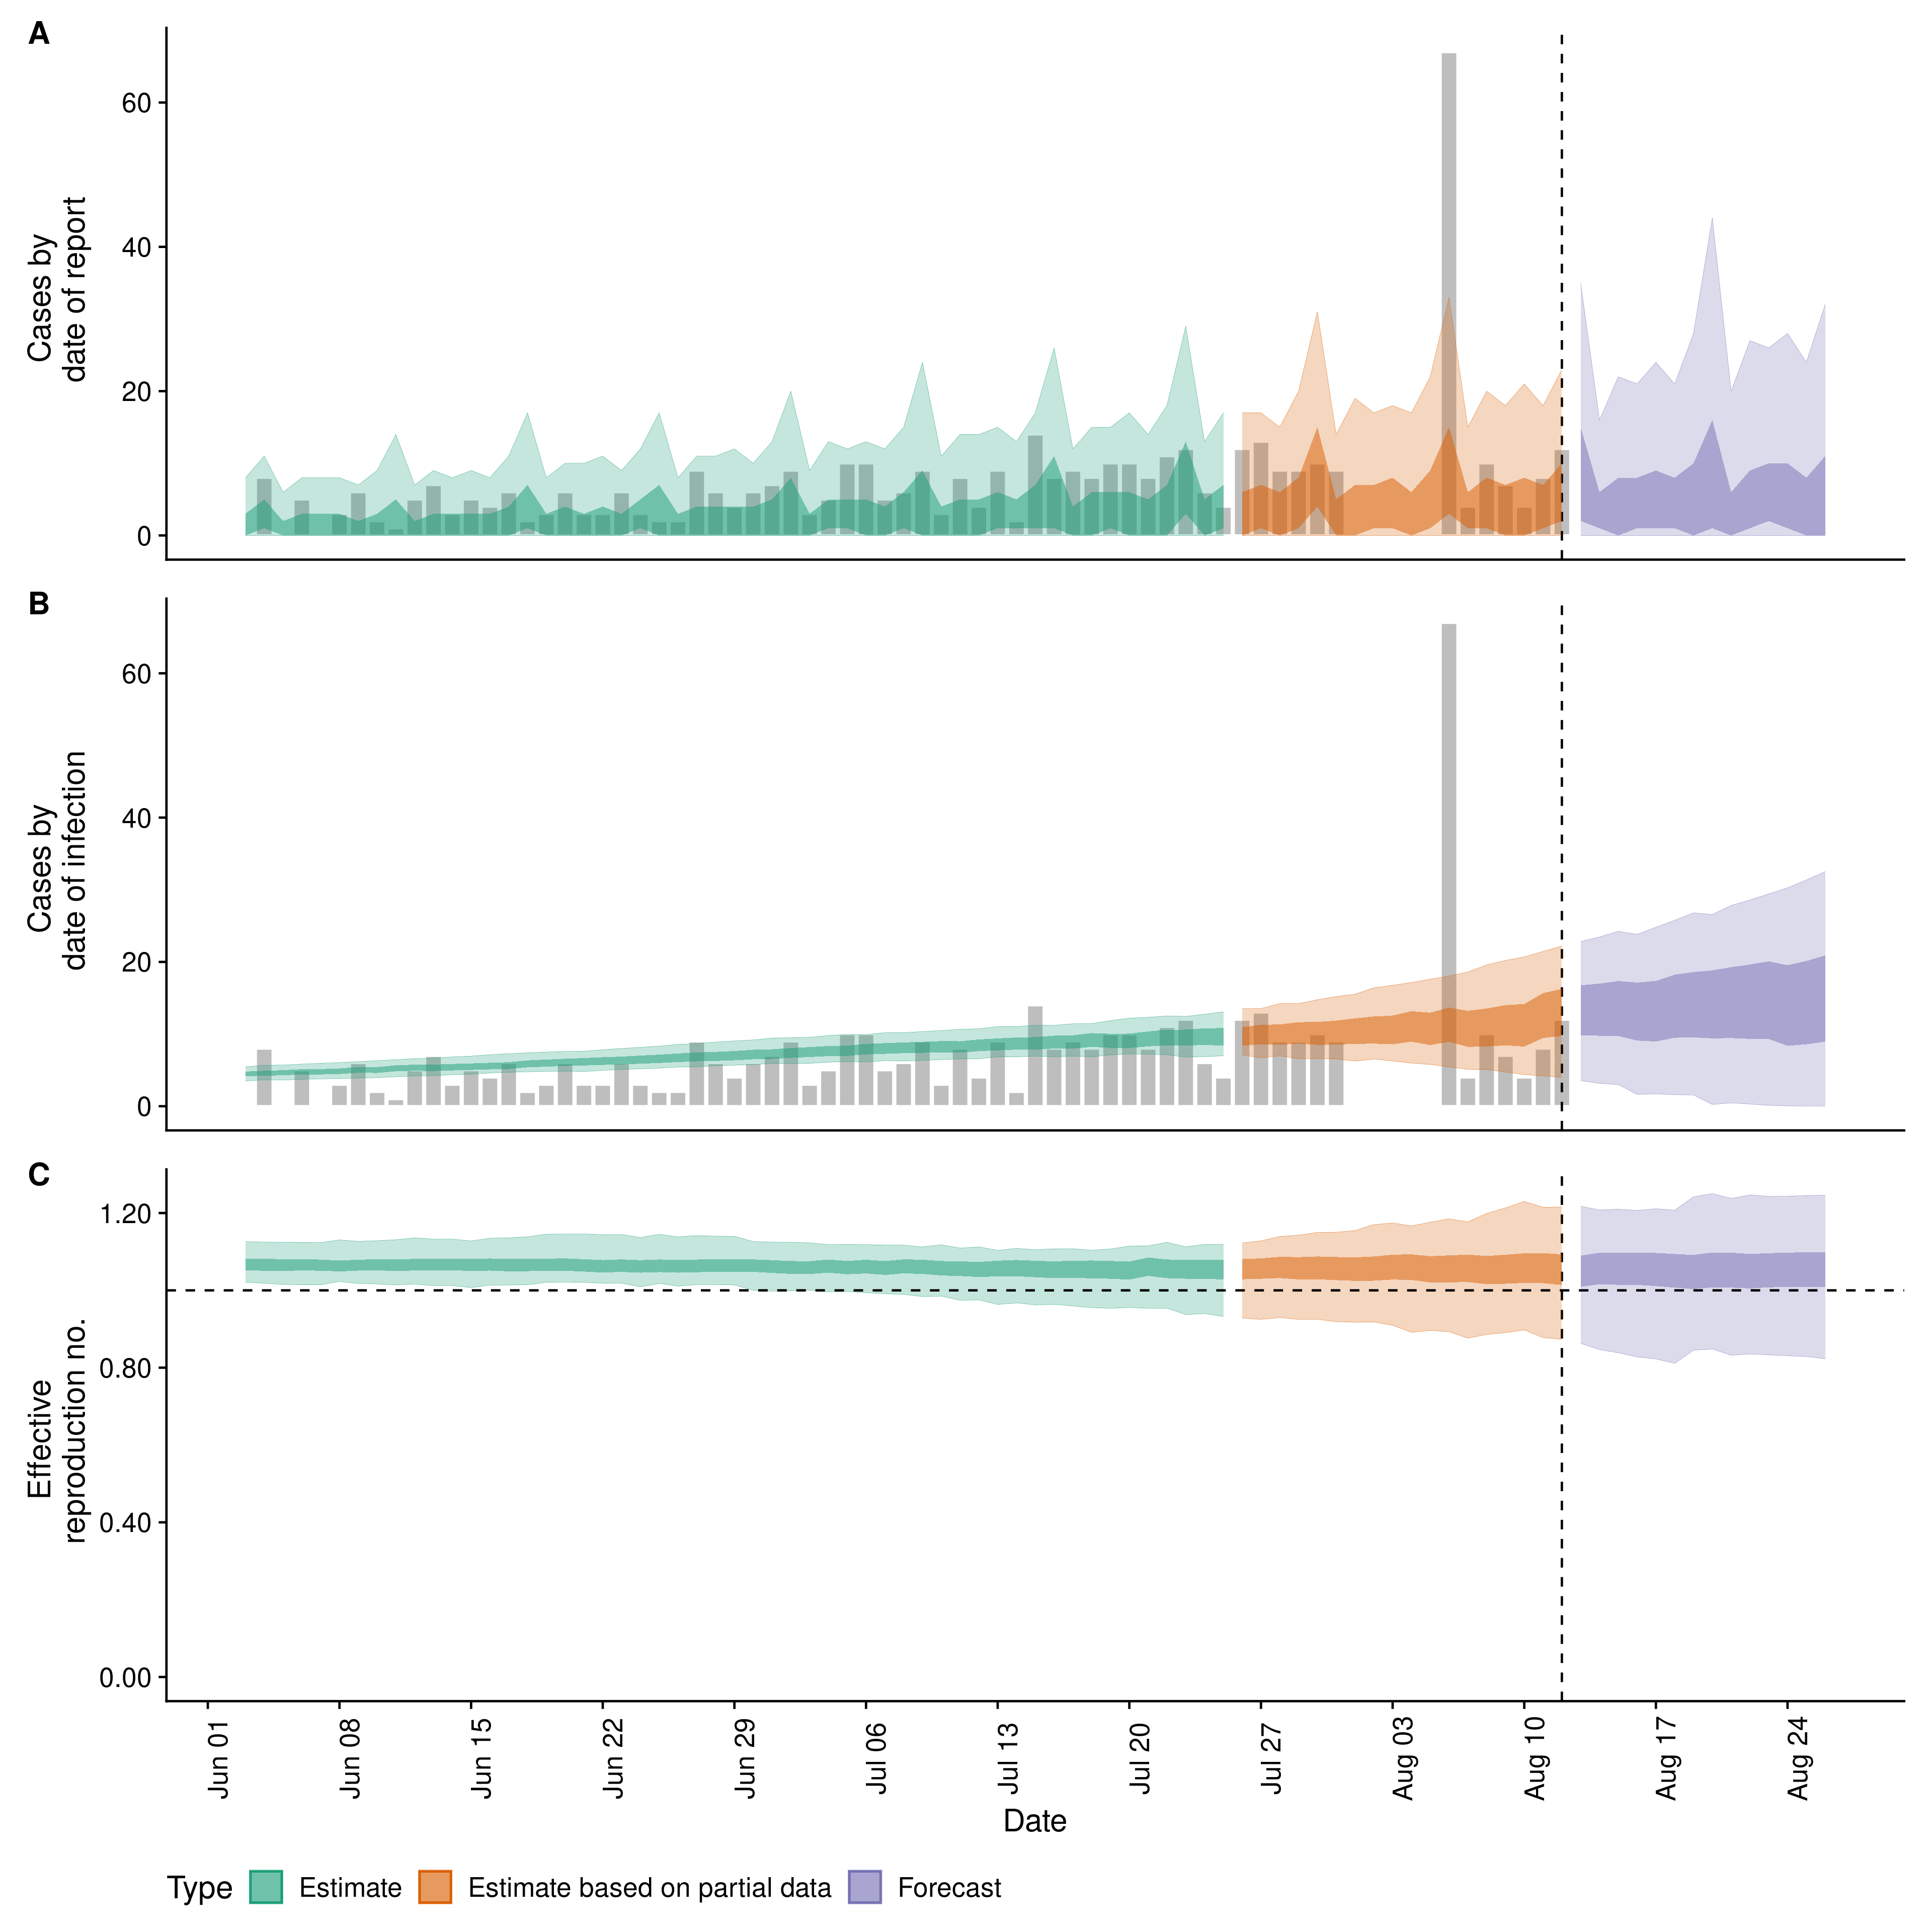 A
Cases by
date of report
60
40
20
0
B
Cases by
date of infection
60
40
20
0
C
Effective
reproduction no.
1.20
0.80
0.40
0.00
Jun 01
Jun 08
Jun 15
Jun 22
Jun 29
Jul 06
Jul 13
Jul 20
Jul 27
Aug 03
Aug 10
Aug 17
Aug 24
Date
Type Estimate Estimate based on partial data Forecast